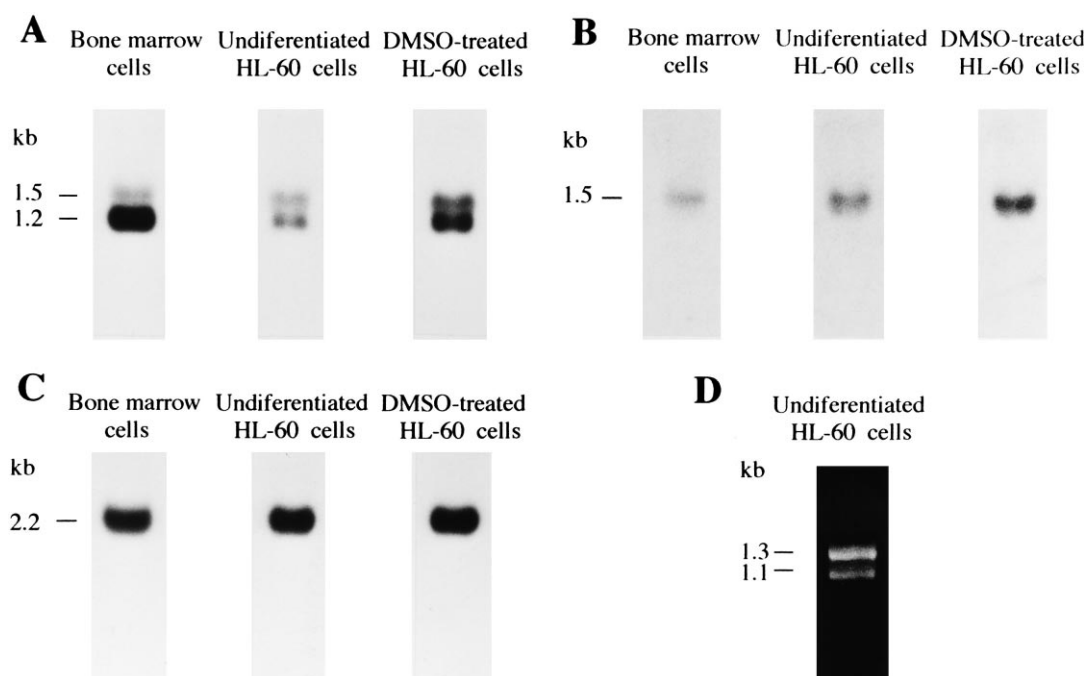 A
Bone marrow
cells
Undiferentiated
HL-60 cells
DMSO-treated
HL-60 cells
kb
1.5
1.2
B
Bone marrow
cells
Undiferentiated
HL-60 cells
DMSO-treated
HL-60 cells
kb
1.5
C
Bone marrow
cells
Undiferentiated
HL-60 cells
DMSO-treated
HL-60 cells
kb
2.2
D
Undiferentiated
HL-60 cells
kb
1.3
1.1